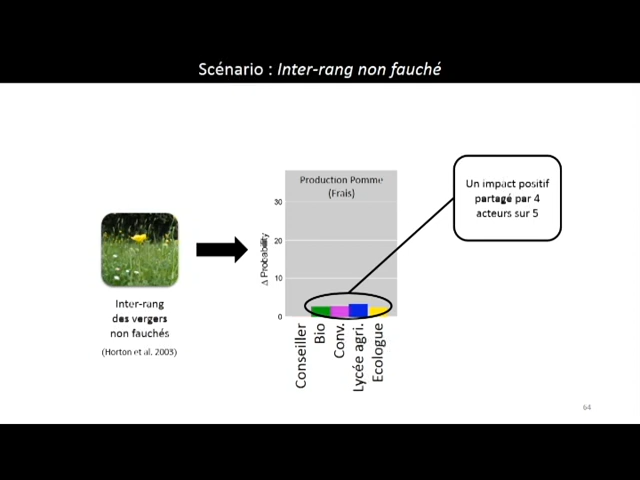 Scénario : Inter-rang non fauché
Production Pomme
(Frais)
Un impact positif
partagé par 4
acteurs sur 5
30
20
10
0
Δ Probability
Inter-rang
des vergers
non fauchés
(Horton et al. 2003)
Conseiller
Bio
Conv.
Lycée agri.
Ecologue
64